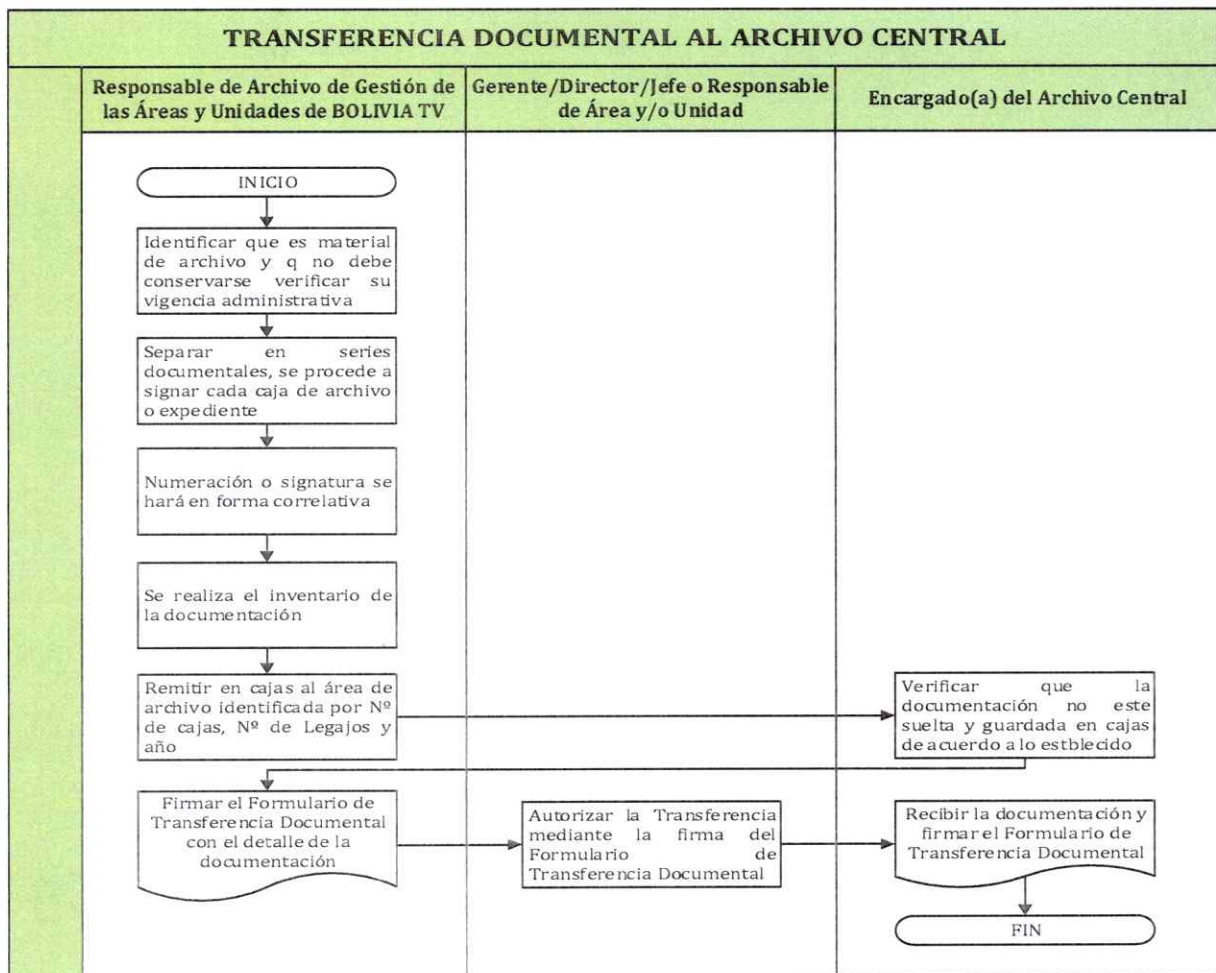 TRANSFERENCIA DOCUMENTAL AL ARCHIVO CENTRAL
Responsable de Archivo de Gestión de
las Áreas y Unidades de BOLIVIA TV
Gerente/Director/Jefe o Responsable
de Área y/o Unidad
Encargado(a) del Archivo Central
INICIO
Identificar que es material
de archivo y q no debe
conservarse verificar su
vigencia administrativa
Separar en series
documentales, se procede a
signar cada caja de archivo
o expediente
Numeración o signatura se
hará en forma correlativa
Se realiza el inventario de
la documentación
Remitir en cajas al área de
archivo identificada por Nº
de cajas, Nº de Legajos y
año
Verificar que la
documentación no este
suelta y guardada en cajas
de acuerdo a lo estblecido
Firmar el Formulario de
Transferencia Documental
con el detalle de la
documentación
Autorizar la Transferencia
mediante la firma del
Formulario de
Transferencia Documental
Recibir la documentación y
firmar el Formulario de
Transferencia Documental
FIN